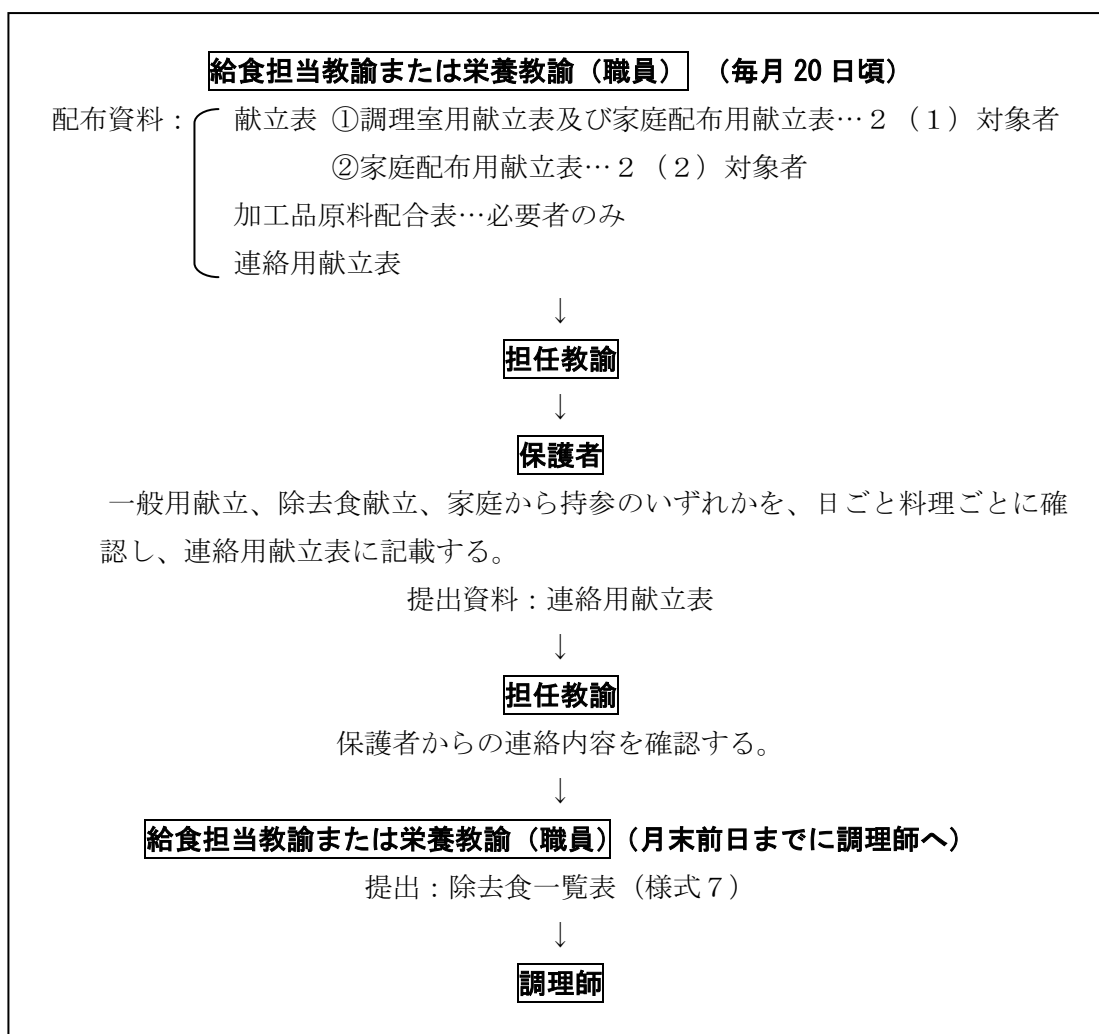 給食担当教諭または栄養教諭（職員）　（毎月20日頃）
配布資料：　献立表　①調理室用献立表及び家庭配布用献立表…２（１）対象者
②家庭配布用献立表…２（２）対象者
加工品原料配合表…必要者のみ
連絡用献立表
↓
担任教諭
↓
保護者
一般用献立、除去食献立、家庭から持参のいずれかを、日ごと料理ごとに確
認し、連絡用献立表に記載する。
提出資料：連絡用献立表
↓
担任教諭
保護者からの連絡内容を確認する。
↓
給食担当教諭または栄養教諭（職員）（月末前日までに調理師へ）
提出：除去食一覧表（様式７）
↓
調理師